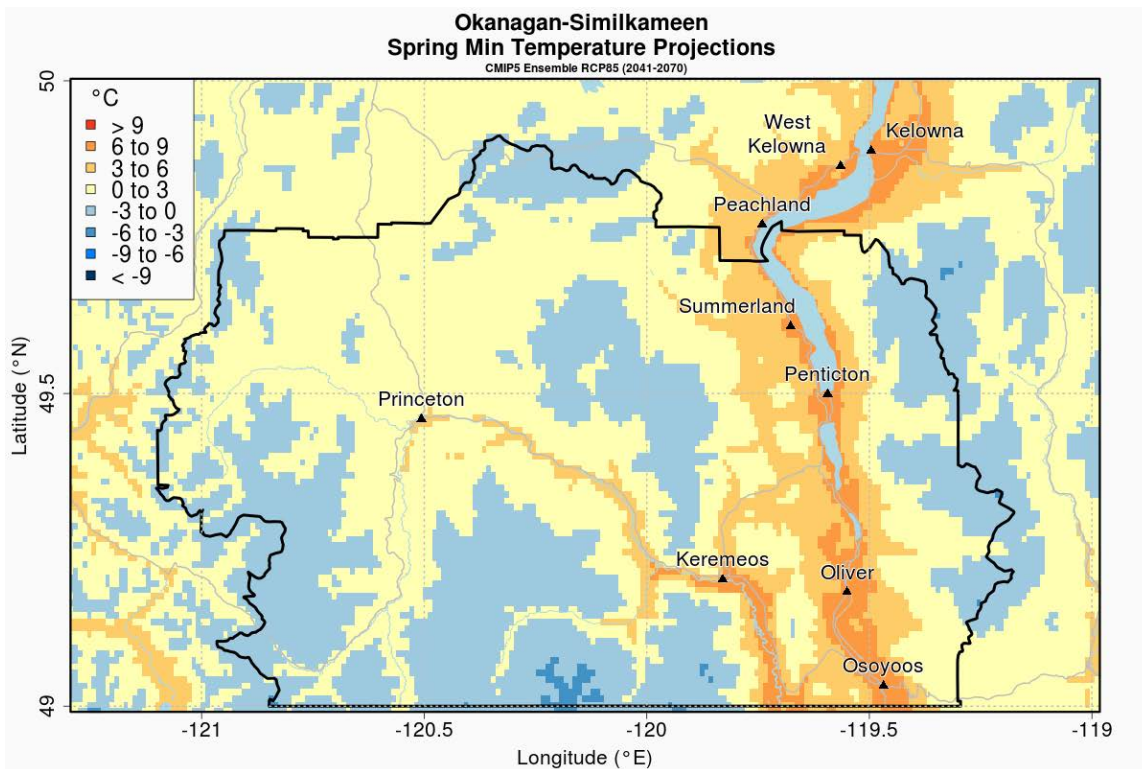 Okanagan-Similkameen
Spring Min Temperature Projections
CMIP5 Ensemble RCP85 (2041-2070)
°C
> 9
6 to 9
3 to 6
0 to 3
-3 to 0
-6 to -3
-9 to -6
< -9
West
Kelowna
Kelowna
Peachland
Summerland
Penticton
Princeton
Keremeos
Oliver
Osoyoos
50
49.5
49
Latitude (°N)
-121
-120.5
-120
-119.5
-119
Longitude (°E)